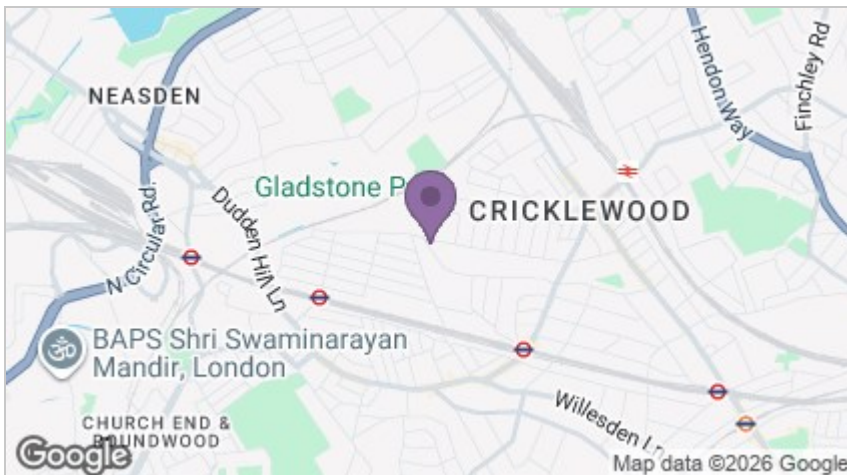 NEASDEN
Hendon Way
Finchley Rd
Gladstone P
CRICKLEWOOD
Dudden Hill Ln
N Circular Rd.
BAPS Shri Swaminarayan
Mandir, London
CHURCH END &
ROUNDWOOD
Willesden Ln
Google
Map data ©2026 Google